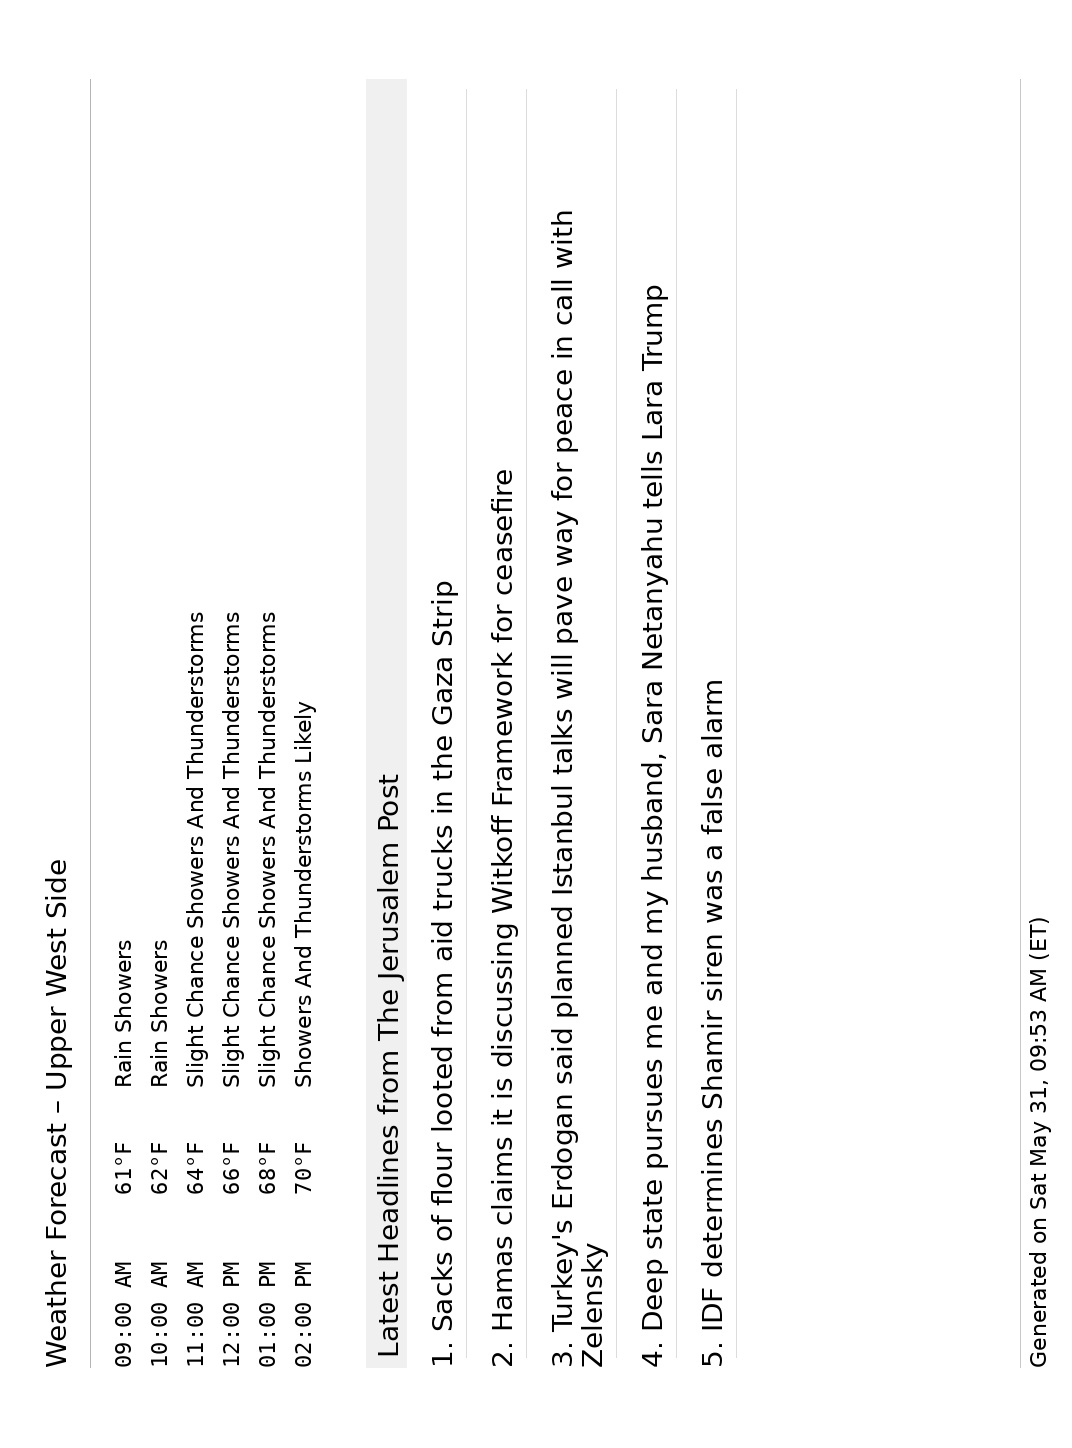 Weather Forecast – Upper West Side
09:00 AM 61°F Rain Showers
10:00 AM 62°F Rain Showers
11:00 AM 64°F Slight Chance Showers And Thunderstorms
12:00 PM 66°F Slight Chance Showers And Thunderstorms
01:00 PM 68°F Slight Chance Showers And Thunderstorms
02:00 PM 70°F Showers And Thunderstorms Likely
Latest Headlines from The Jerusalem Post
1. Sacks of flour looted from aid trucks in the Gaza Strip
2. Hamas claims it is discussing Witkoff Framework for ceasefire
3. Turkey's Erdogan said planned Istanbul talks will pave way for peace in call with
Zelensky
4. Deep state pursues me and my husband, Sara Netanyahu tells Lara Trump
5. IDF determines Shamir siren was a false alarm
Generated on Sat May 31, 09:53 AM (ET)